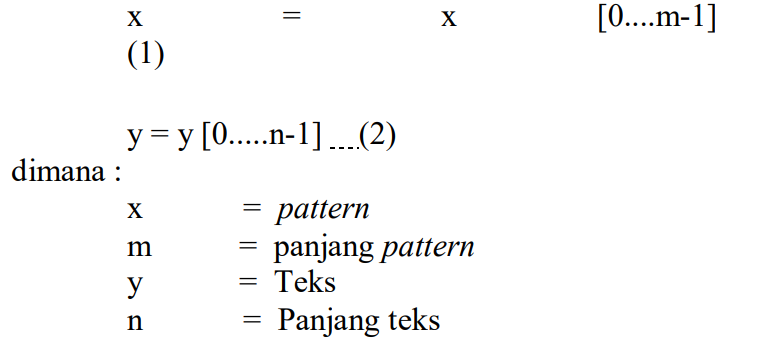 x = x [0....m-1]
(1)
y = y [0.....n-1] ....(2)
dimana :
x = pattern
m = panjang pattern
y = Teks
n = Panjang teks